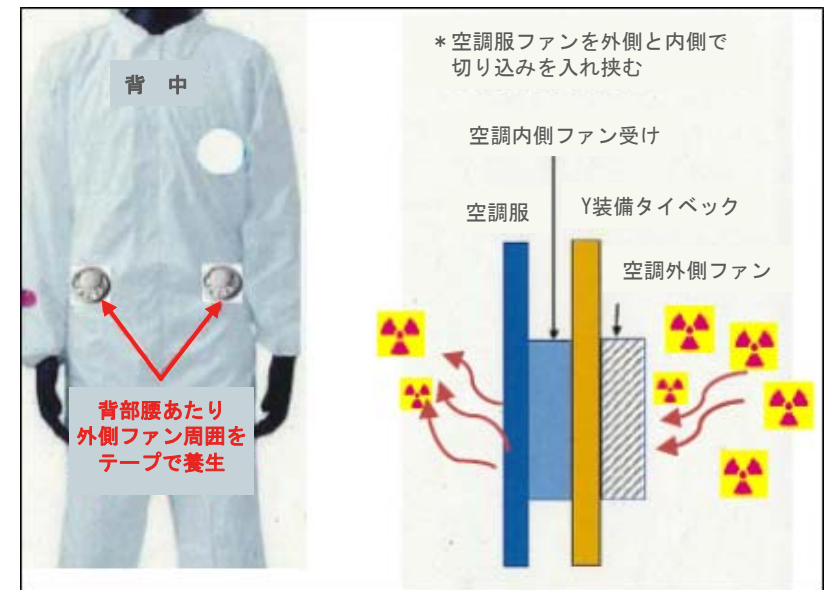 背 中
背部腰あたり
外側ファン周囲を
テープで養生
*空調服ファンを外側と内側で
切り込みを入れ挟む
空調内側ファン受け
空調服
Y装備タイベック
空調外側ファン